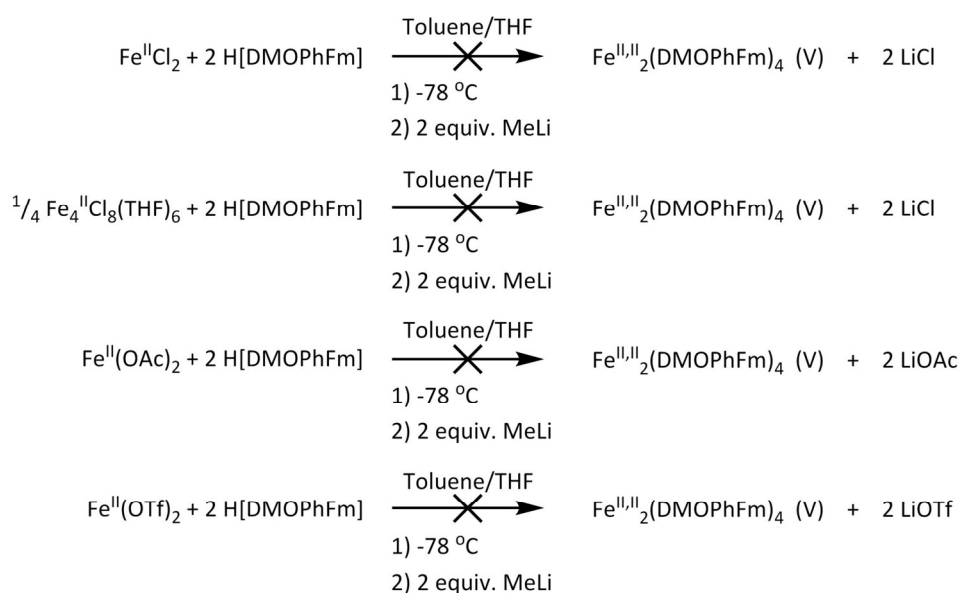 Toluene/THF
Fe^IICl₂ + 2 H[DMOPhFm] Fe^II,II₂(DMOPhFm)₄ (V) + 2 LiCl
1) -78 °C
2) 2 equiv. MeLi
Toluene/THF
1/4 Fe₄^IICl₈(THF)₆ + 2 H[DMOPhFm] Fe^II,II₂(DMOPhFm)₄ (V) + 2 LiCl
1) -78 °C
2) 2 equiv. MeLi
Toluene/THF
Fe^II(OAc)₂ + 2 H[DMOPhFm] Fe^II,II₂(DMOPhFm)₄ (V) + 2 LiOAc
1) -78 °C
2) 2 equiv. MeLi
Toluene/THF
Fe^II(OTf)₂ + 2 H[DMOPhFm] Fe^II,II₂(DMOPhFm)₄ (V) + 2 LiOTf
1) -78 °C
2) 2 equiv. MeLi